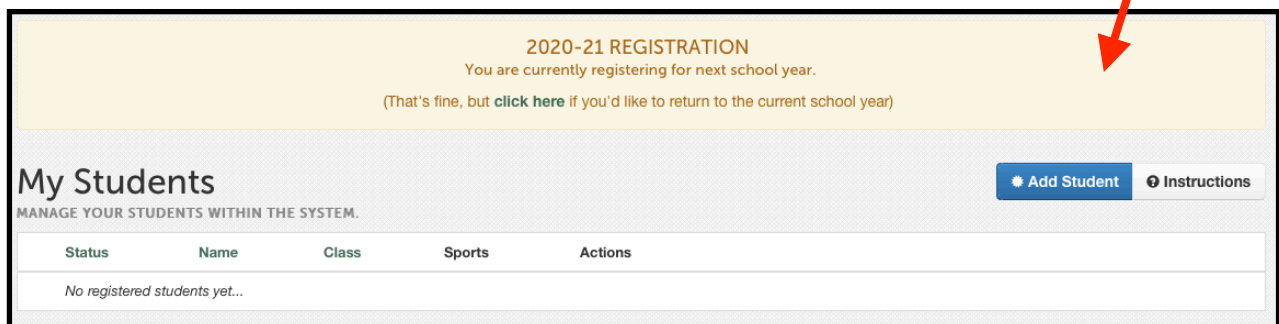 2020-21 REGISTRATION
You are currently registering for next school year.
(That's fine, but click here if you'd like to return to the current school year)
My Students
Add Student Instructions
MANAGE YOUR STUDENTS WITHIN THE SYSTEM.
Status Name Class Sports Actions
No registered students yet...